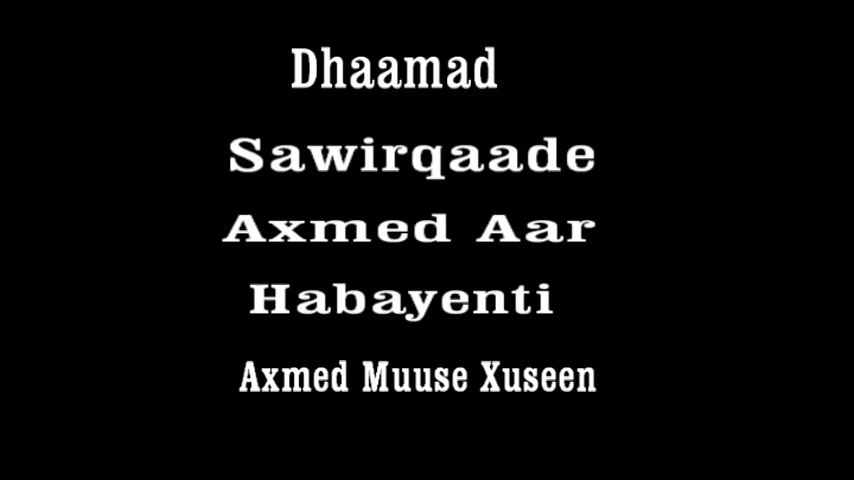 Dhaamad
Sawirqaade
Axmed Aar
Habayenti
Axmed Muuse Xuseen